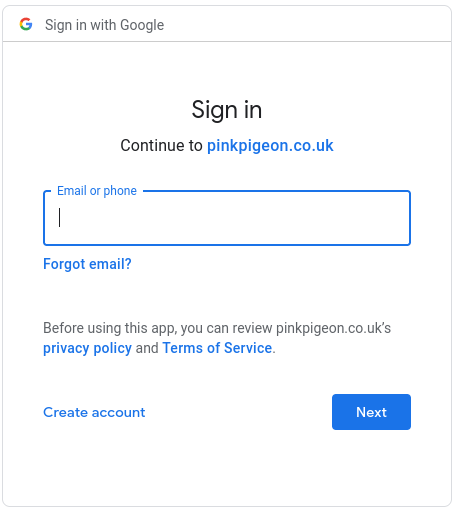 Sign in with Google
Sign in
Continue to pinkpigeon.co.uk
Email or phone
Forgot email?
Before using this app, you can review pinkpigeon.co.uk's
privacy policy and Terms of Service.
Create account
Next